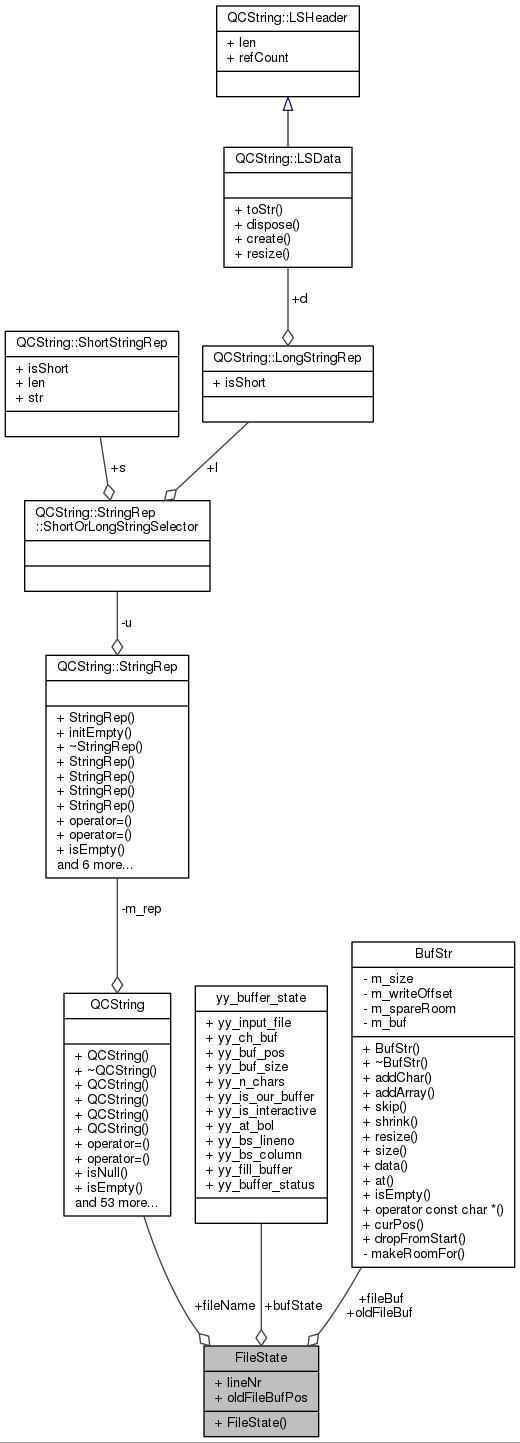 QCString::LSHeader
+ len
+ refCount
QCString::LSData
+ toStr()
+ dispose()
+ create()
+ resize()
+d
QCString::ShortStringRep
+ isShort
+ len
+ str
QCString::LongStringRep
+ isShort
+s
+l
QCString::StringRep
::ShortOrLongStringSelector
-u
QCString::StringRep
+ StringRep()
+ initEmpty()
+ ~StringRep()
+ StringRep()
+ StringRep()
+ StringRep()
+ StringRep()
+ operator=()
+ operator=()
+ isEmpty()
and 6 more...
-m_rep
QCString
+ QCString()
+ ~QCString()
+ QCString()
+ QCString()
+ QCString()
+ QCString()
+ operator=()
+ operator=()
+ isNull()
+ isEmpty()
and 53 more...
yy_buffer_state
+ yy_input_file
+ yy_ch_buf
+ yy_buf_pos
+ yy_buf_size
+ yy_n_chars
+ yy_is_our_buffer
+ yy_is_interactive
+ yy_at_bol
+ yy_bs_lineno
+ yy_bs_column
+ yy_fill_buffer
+ yy_buffer_status
BufStr
- m_size
- m_writeOffset
- m_spareRoom
- m_buf
+ BufStr()
+ ~BufStr()
+ addChar()
+ addArray()
+ skip()
+ shrink()
+ resize()
+ size()
+ data()
+ at()
+ isEmpty()
+ operator const char *()
+ curPos()
+ dropFromStart()
- makeRoomFor()
+fileName
+bufState
+fileBuf
+oldFileBuf
FileState
+ lineNr
+ oldFileBufPos
+ FileState()